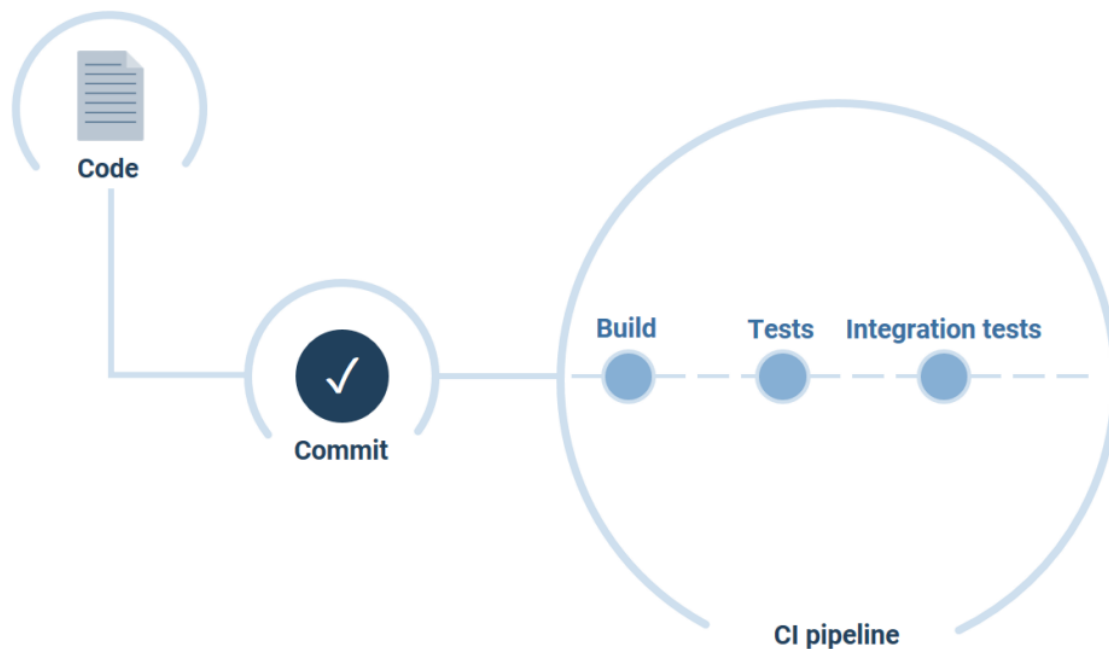 Code
Commit
Build
Tests
Integration tests
CI pipeline